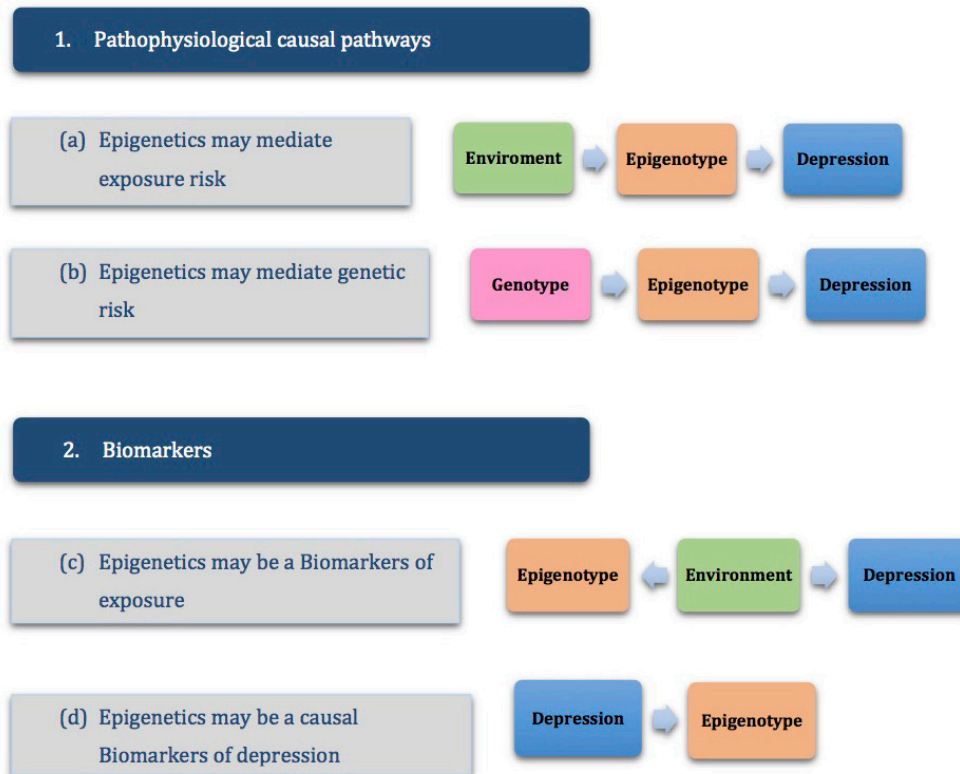 1. Pathophysiological causal pathways
(a) Epigenetics may mediate
exposure risk
Enviroment
Epigenotype
Depression
(b) Epigenetics may mediate genetic
risk
Genotype
Epigenotype
Depression
2. Biomarkers
(c) Epigenetics may be a Biomarkers of
exposure
Epigenotype
Environment
Depression
(d) Epigenetics may be a causal
Biomarkers of depression
Depression
Epigenotype